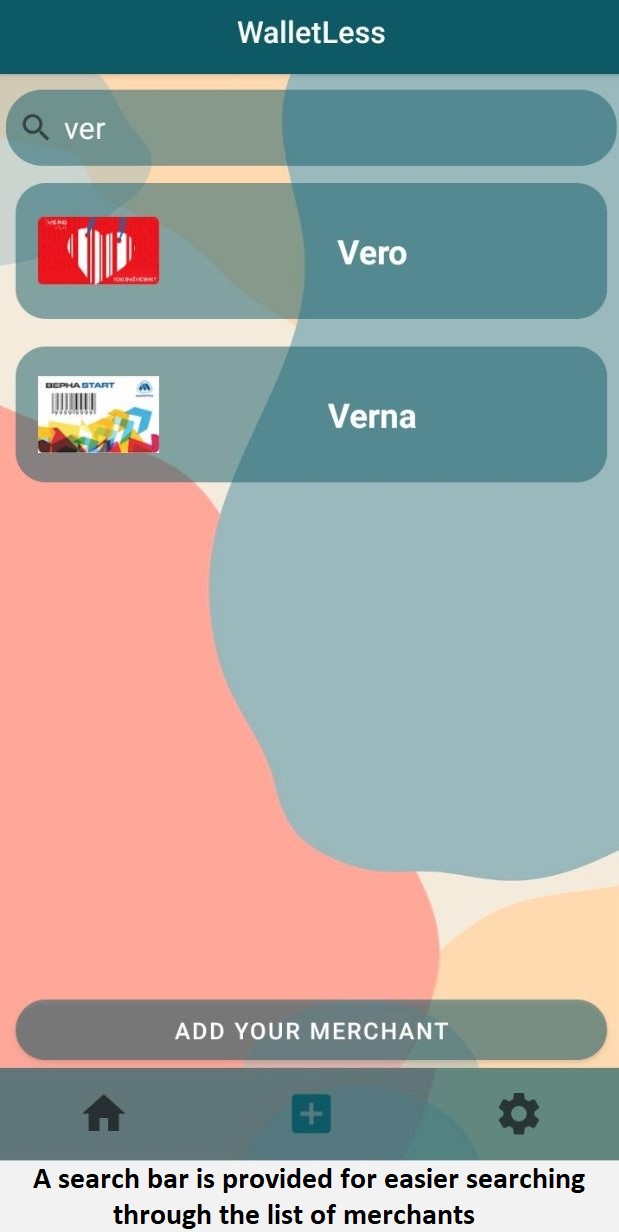 WalletLess
ver
VERO
Vero
ВЕРНА START
Verna
ADD YOUR MERCHANT
A search bar is provided for easier searching
through the list of merchants